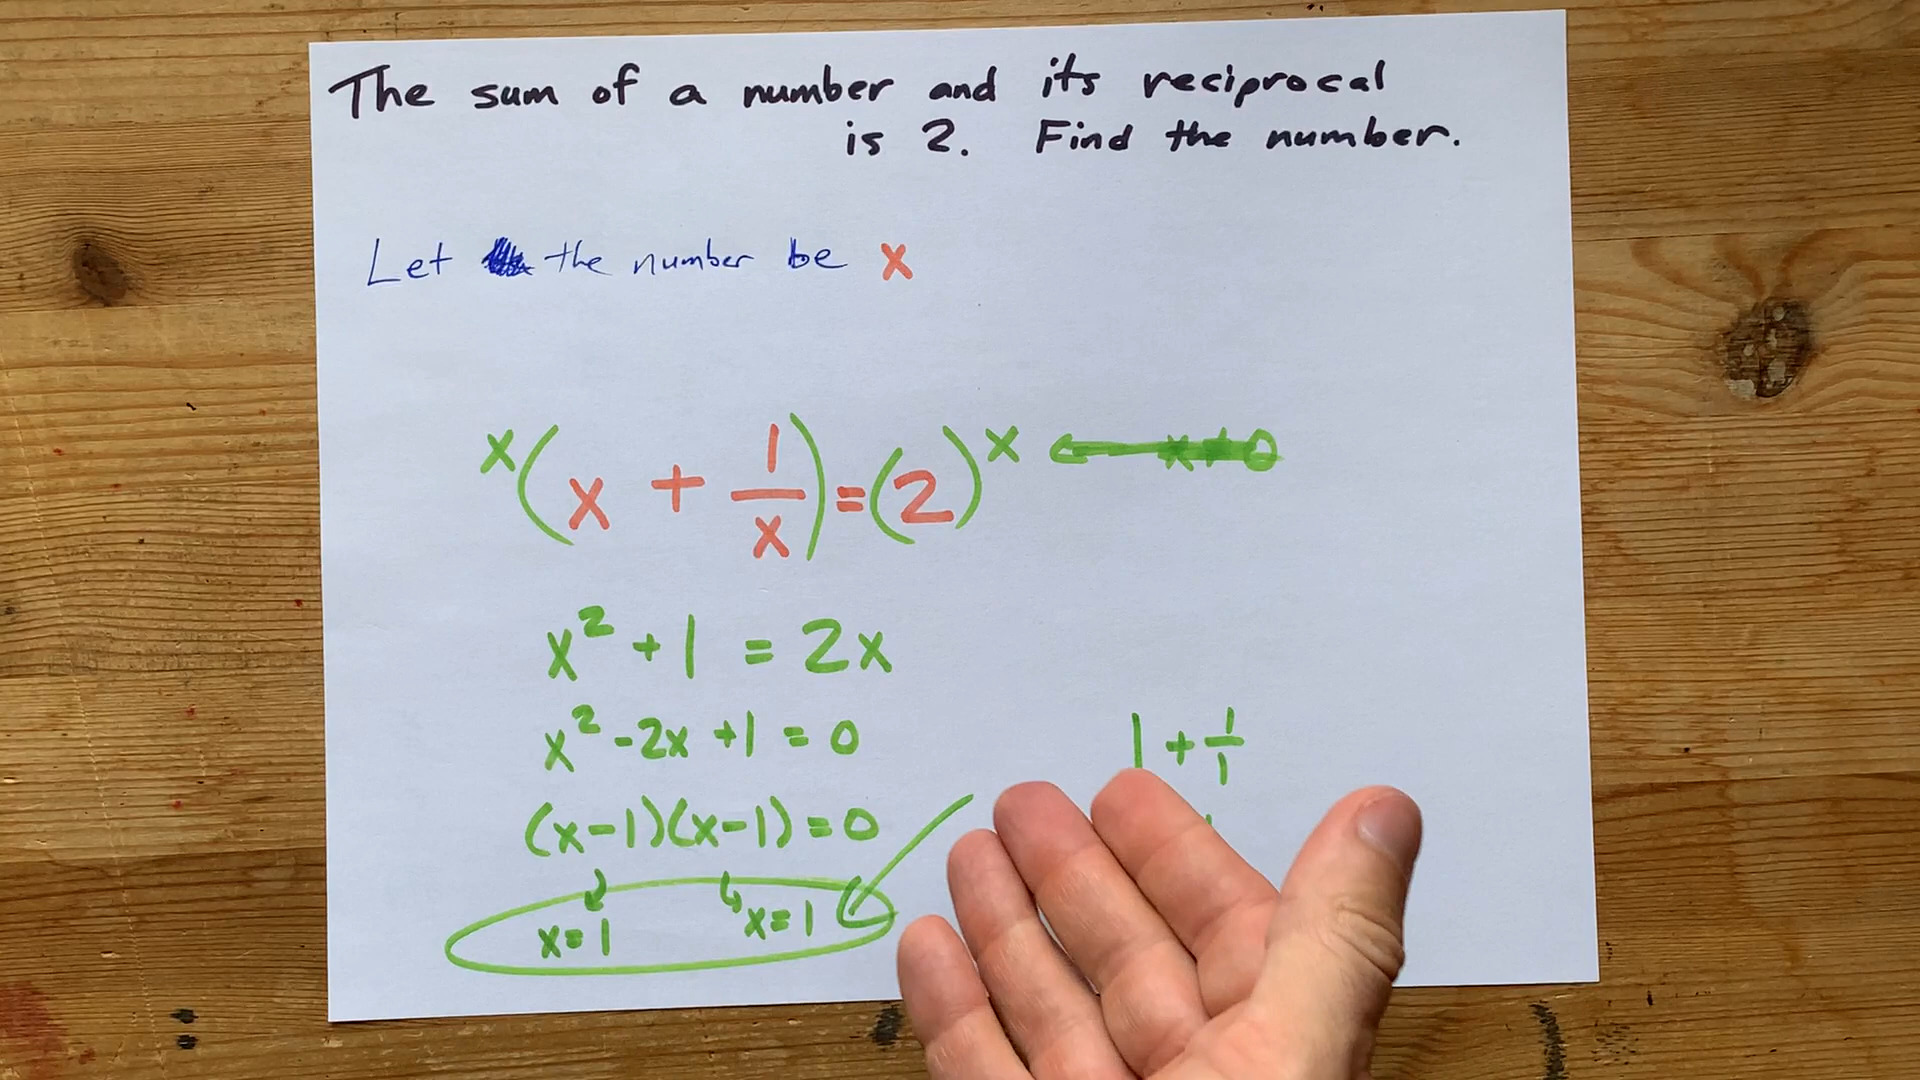 The sum of a number and its reciprocal
is 2. Find the number.
Let the number be x
x(x + 1/x) = (2)x ← x ≠ 0
x² + 1 = 2x
x² - 2x + 1 = 0
1 + 1/1
(x-1)(x-1) = 0
x=1 x=1